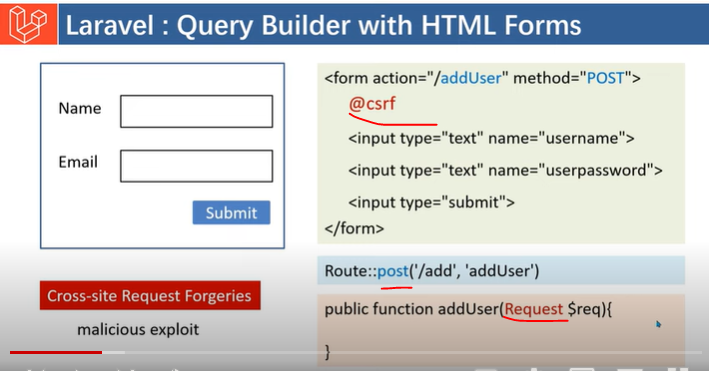 Laravel : Query Builder with HTML Forms
Name
Email
Submit
Cross-site Request Forgeries
malicious exploit
<form action="/addUser" method="POST">
@csrf
<input type="text" name="username">
<input type="text" name="userpassword">
<input type="submit">
</form>
Route::post('/add', 'addUser')
public function addUser(Request $req){
}